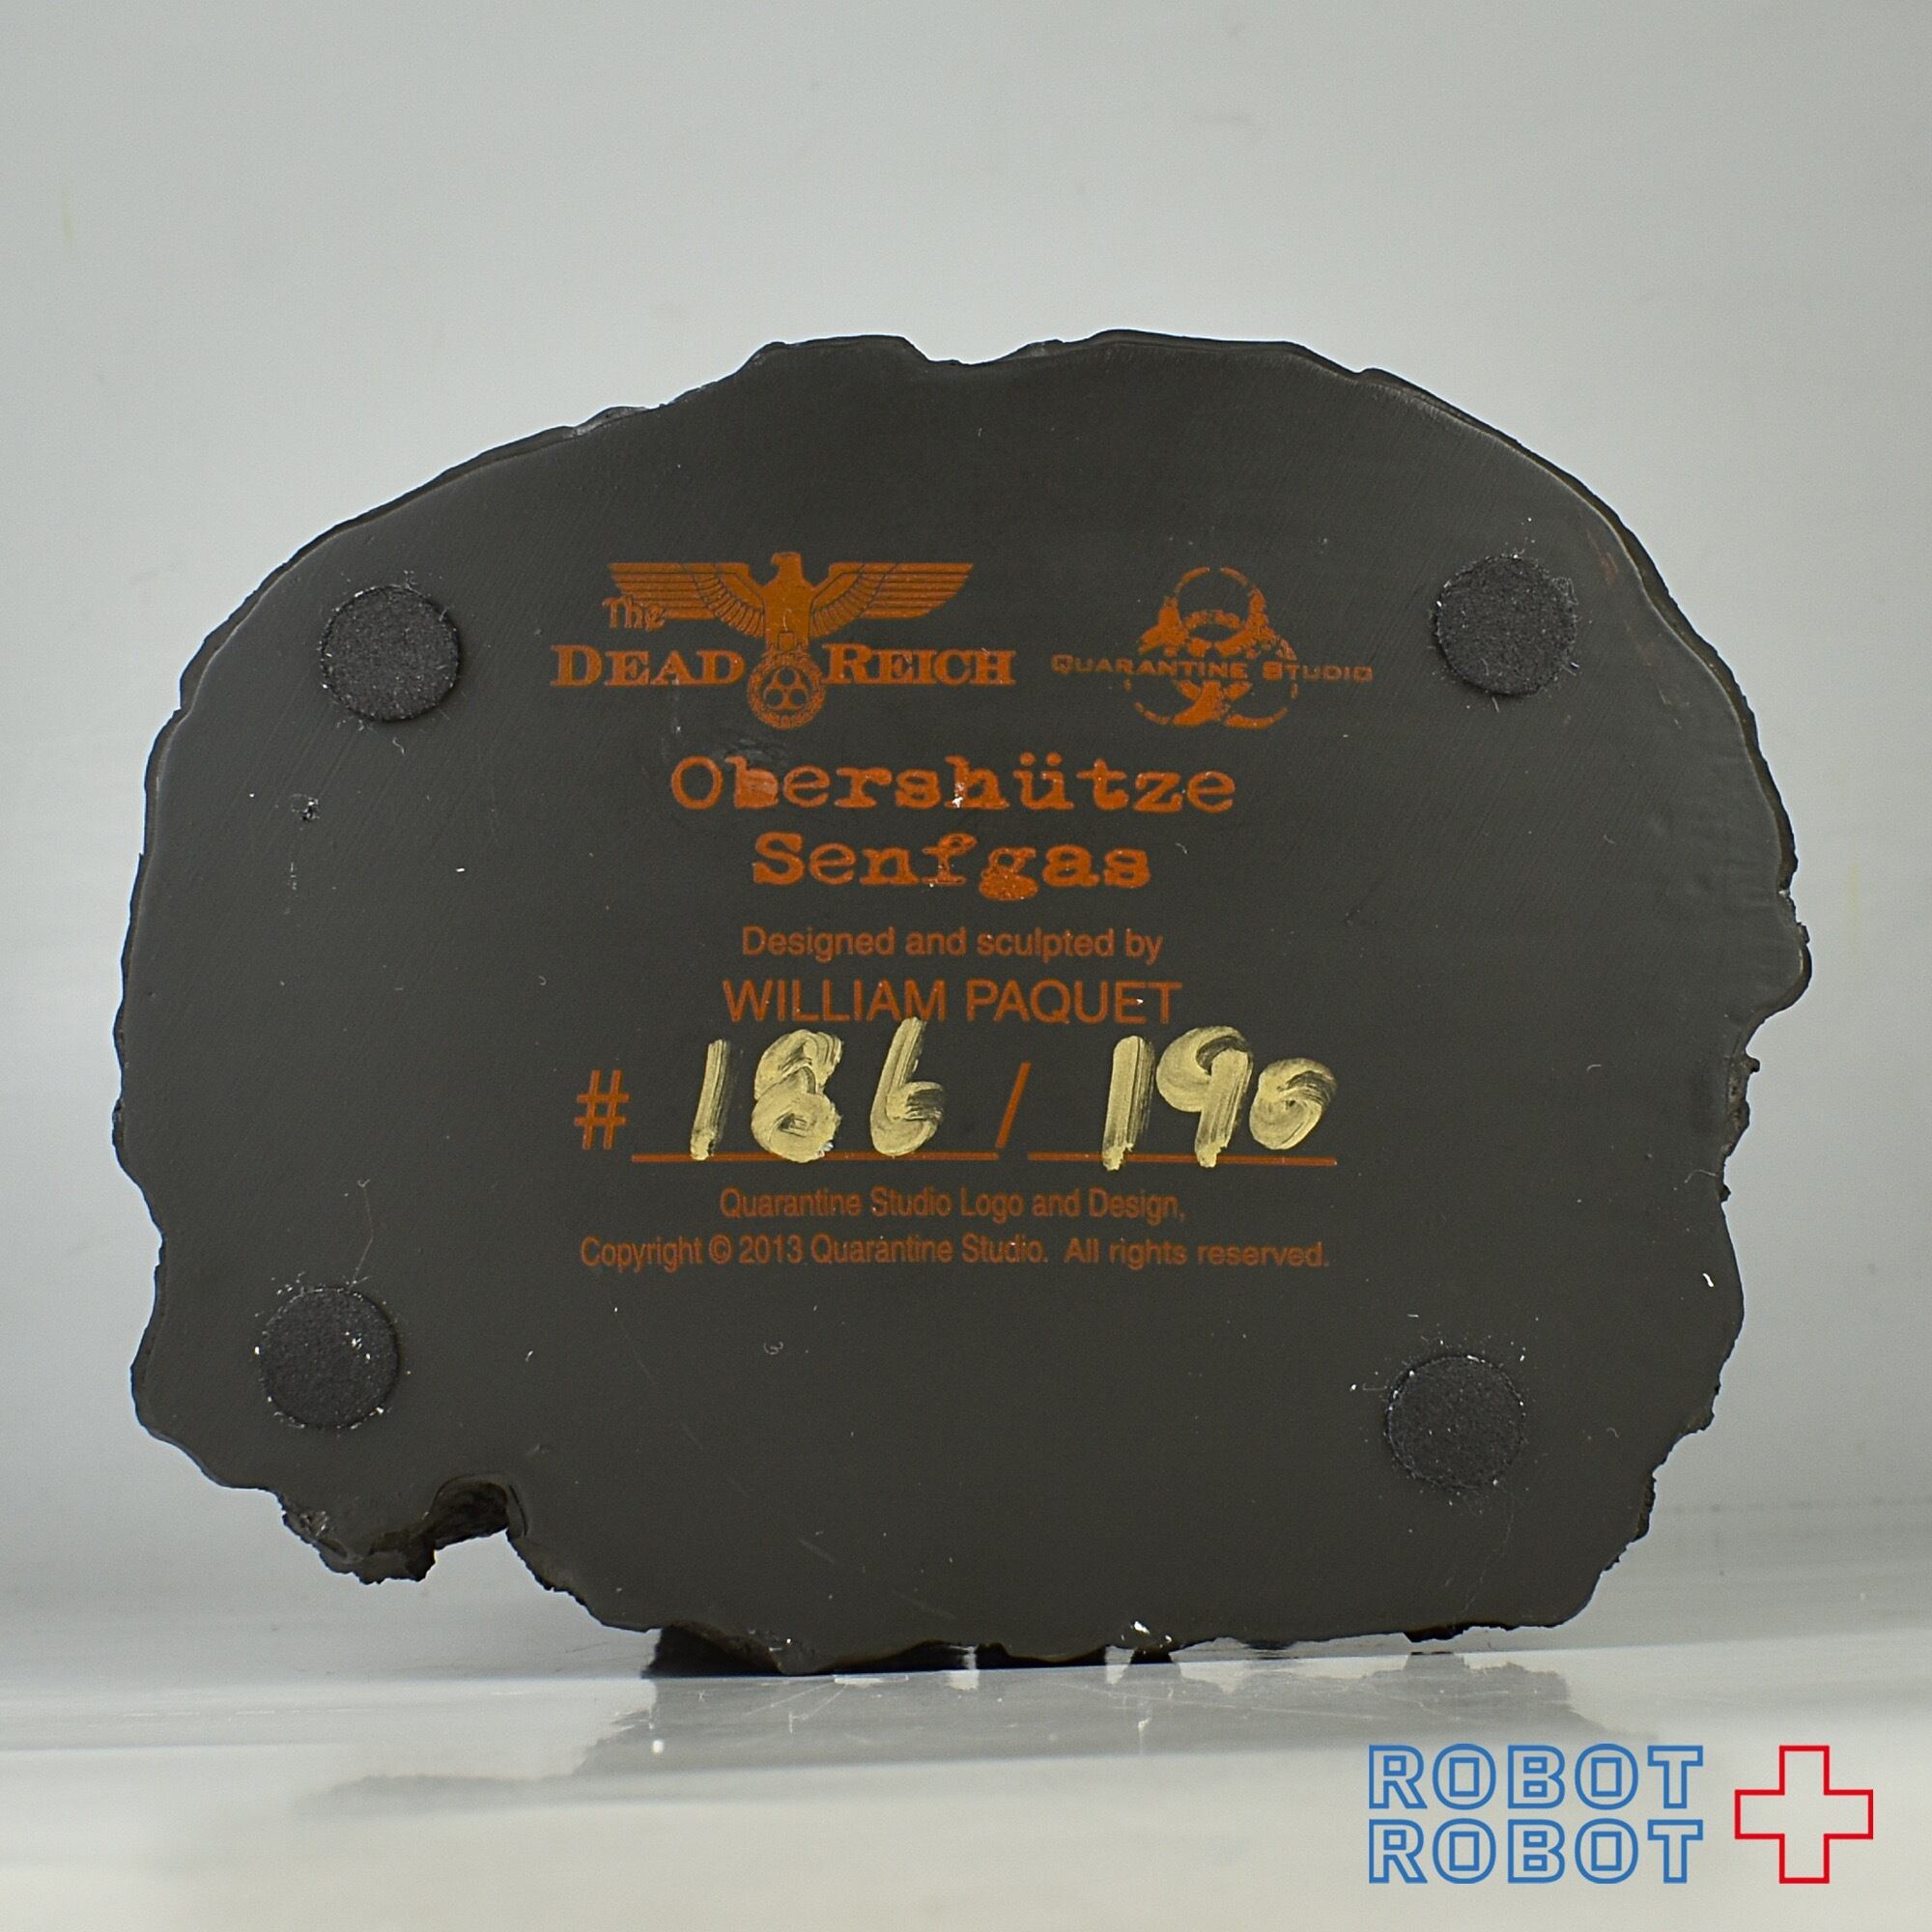 The
DEAD REICH
QUARANTINE STUDIO
Obershütze
Senfgas
Designed and sculpted by
WILLIAM PAQUET
# 186 / 190
Quarantine Studio Logo and Design,
Copyright © 2013 Quarantine Studio. All rights reserved.
ROBOT
ROBOT